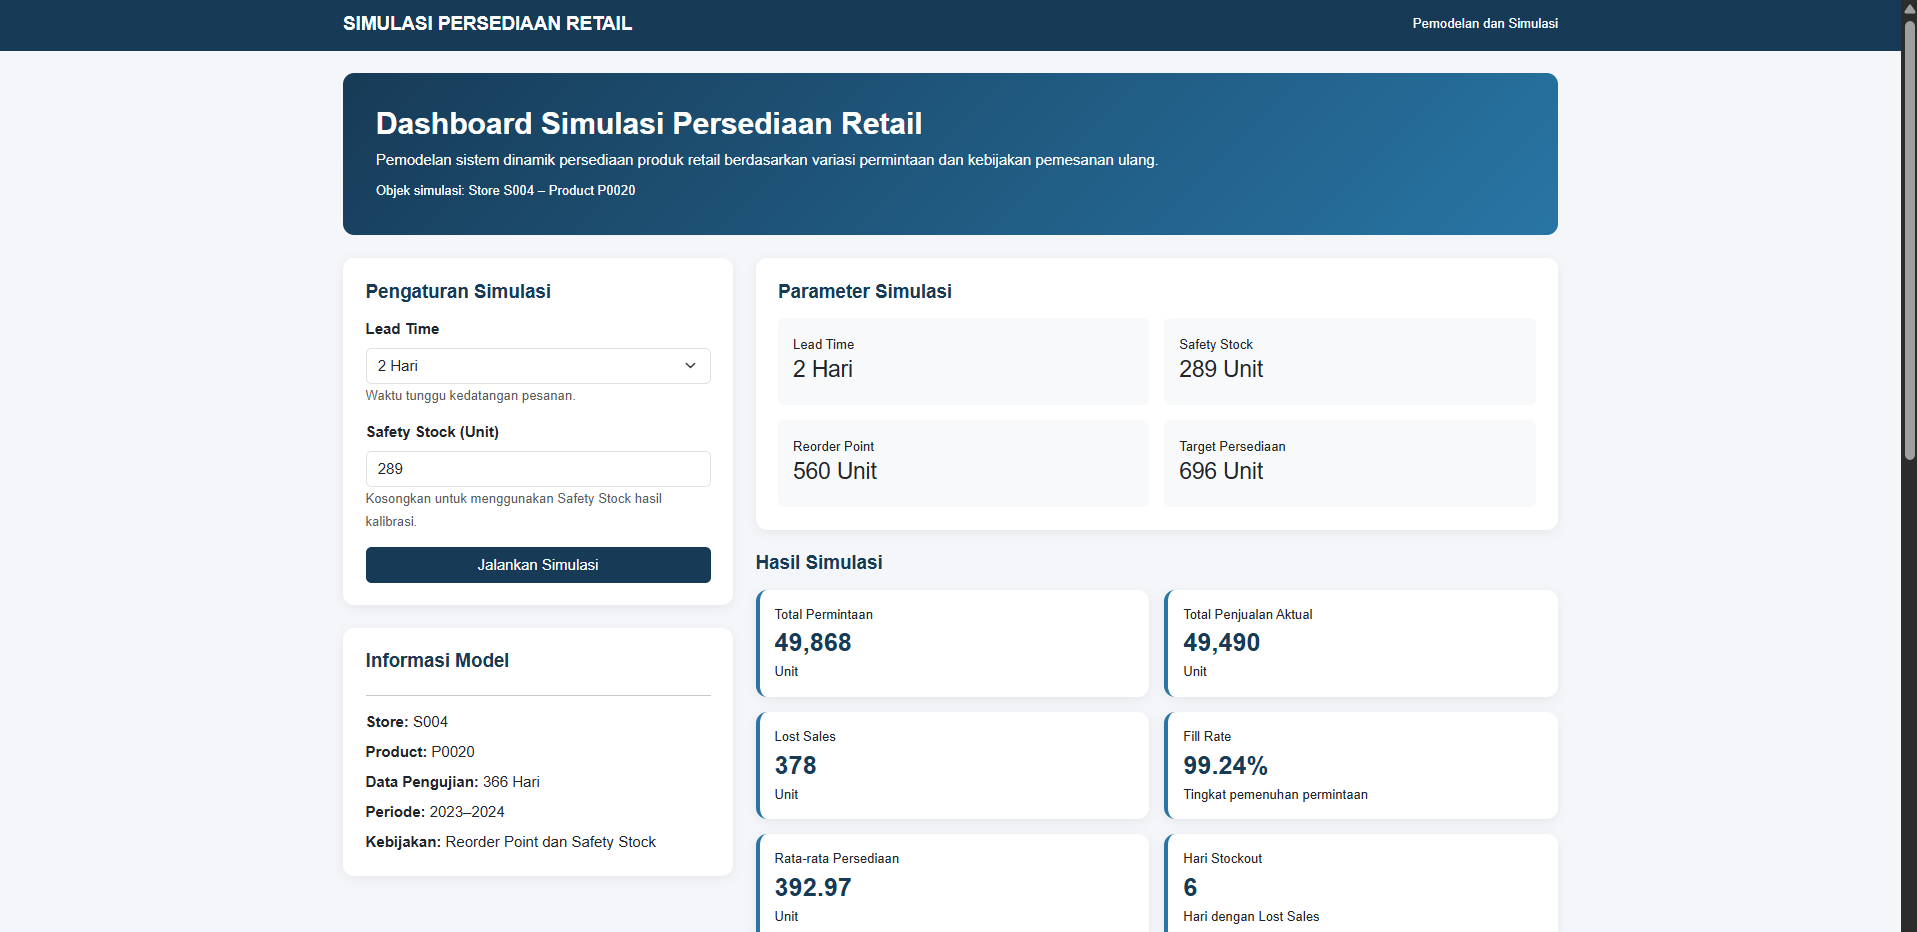 SIMULASI PERSEDIAAN RETAIL
Pemodelan dan Simulasi
Dashboard Simulasi Persediaan Retail
Pemodelan sistem dinamik persediaan produk retail berdasarkan variasi permintaan dan kebijakan pemesanan ulang.
Objek simulasi: Store S004 – Product P0020
Pengaturan Simulasi
Lead Time
2 Hari
Waktu tunggu kedatangan pesanan.
Safety Stock (Unit)
289
Kosongkan untuk menggunakan Safety Stock hasil
kalibrasi.
Jalankan Simulasi
Informasi Model
Store: S004
Product: P0020
Data Pengujian: 366 Hari
Periode: 2023–2024
Kebijakan: Reorder Point dan Safety Stock
Parameter Simulasi
Lead Time
2 Hari
Safety Stock
289 Unit
Reorder Point
560 Unit
Target Persediaan
696 Unit
Hasil Simulasi
Total Permintaan
49,868
Unit
Total Penjualan Aktual
49,490
Unit
Lost Sales
378
Unit
Fill Rate
99.24%
Tingkat pemenuhan permintaan
Rata-rata Persediaan
392.97
Unit
Hari Stockout
6
Hari dengan Lost Sales